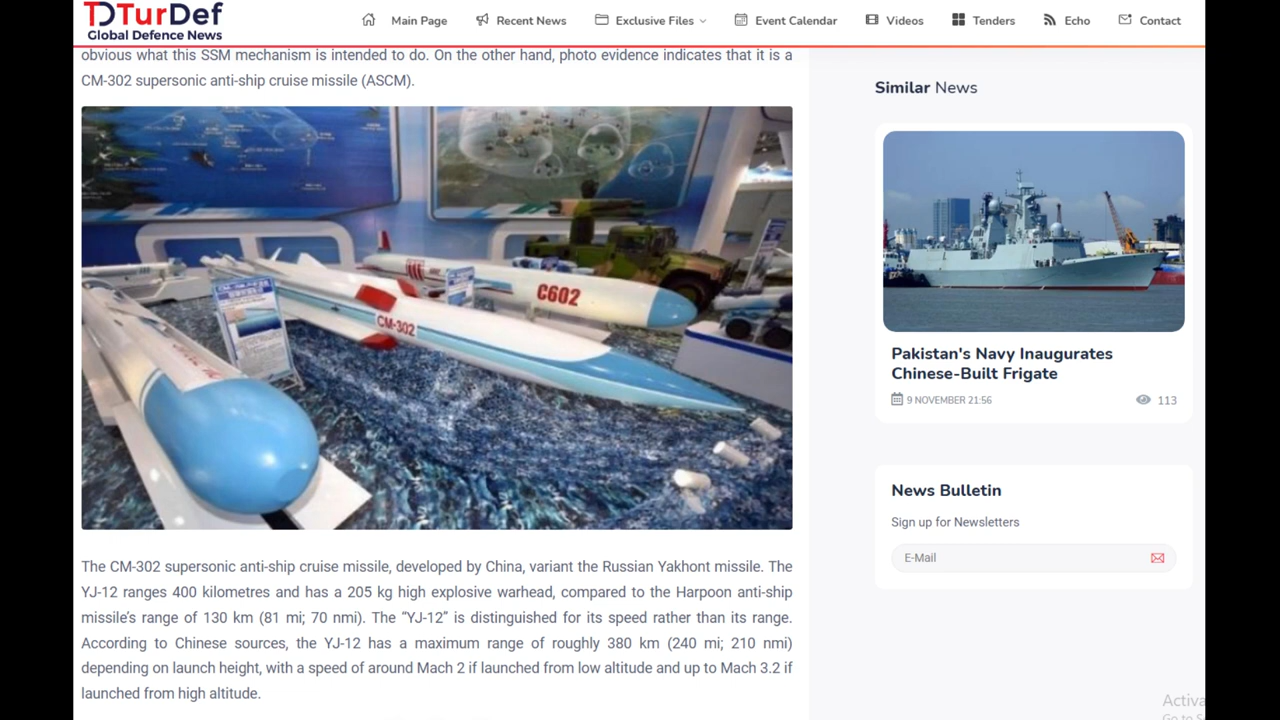 TD TurDef
Global Defence News
Main Page
Recent News
Exclusive Files
Event Calendar
Videos
Tenders
Echo
Contact
obvious what this SSM mechanism is intended to do. On the other hand, photo evidence indicates that it is a
CM-302 supersonic anti-ship cruise missile (ASCM).
C602
CM-302
The CM-302 supersonic anti-ship cruise missile, developed by China, variant the Russian Yakhont missile. The
YJ-12 ranges 400 kilometres and has a 205 kg high explosive warhead, compared to the Harpoon anti-ship
missile's range of 130 km (81 mi; 70 nmi). The “YJ-12” is distinguished for its speed rather than its range.
According to Chinese sources, the YJ-12 has a maximum range of roughly 380 km (240 mi; 210 nmi)
depending on launch height, with a speed of around Mach 2 if launched from low altitude and up to Mach 3.2 if
launched from high altitude.
Similar News
Pakistan's Navy Inaugurates
Chinese-Built Frigate
9 NOVEMBER 21:56
113
News Bulletin
Sign up for Newsletters
E-Mail
Activa
Go to S